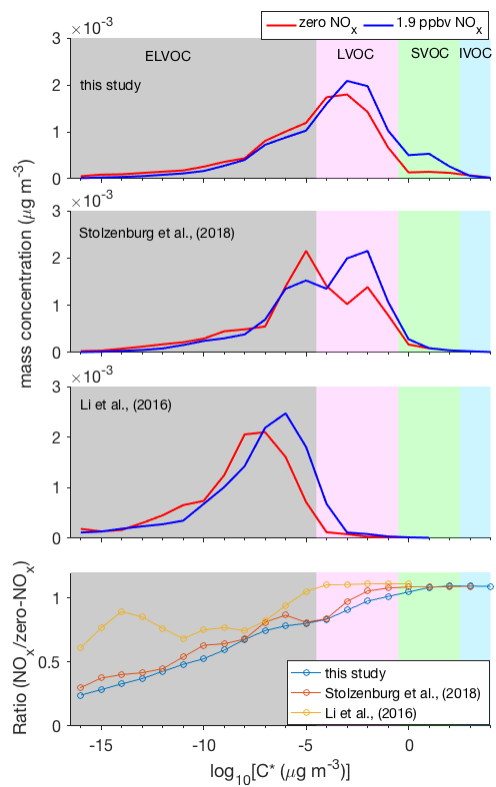 ×10⁻³
zero NOₓ 1.9 ppbv NOₓ
3
ELVOC LVOC SVOC IVOC
this study
2
1
0
3
×10⁻³
Stolzenburg et al., (2018)
2
1
0
mass concentration (μg m⁻³)
3
×10⁻³
Li et al., (2016)
2
1
0
Ratio (NOₓ/zero-NOₓ)
1
0.5
0
this study
Stolzenburg et al., (2018)
Li et al., (2016)
-15 -10 -5 0
log₁₀[C* (μg m⁻³)]